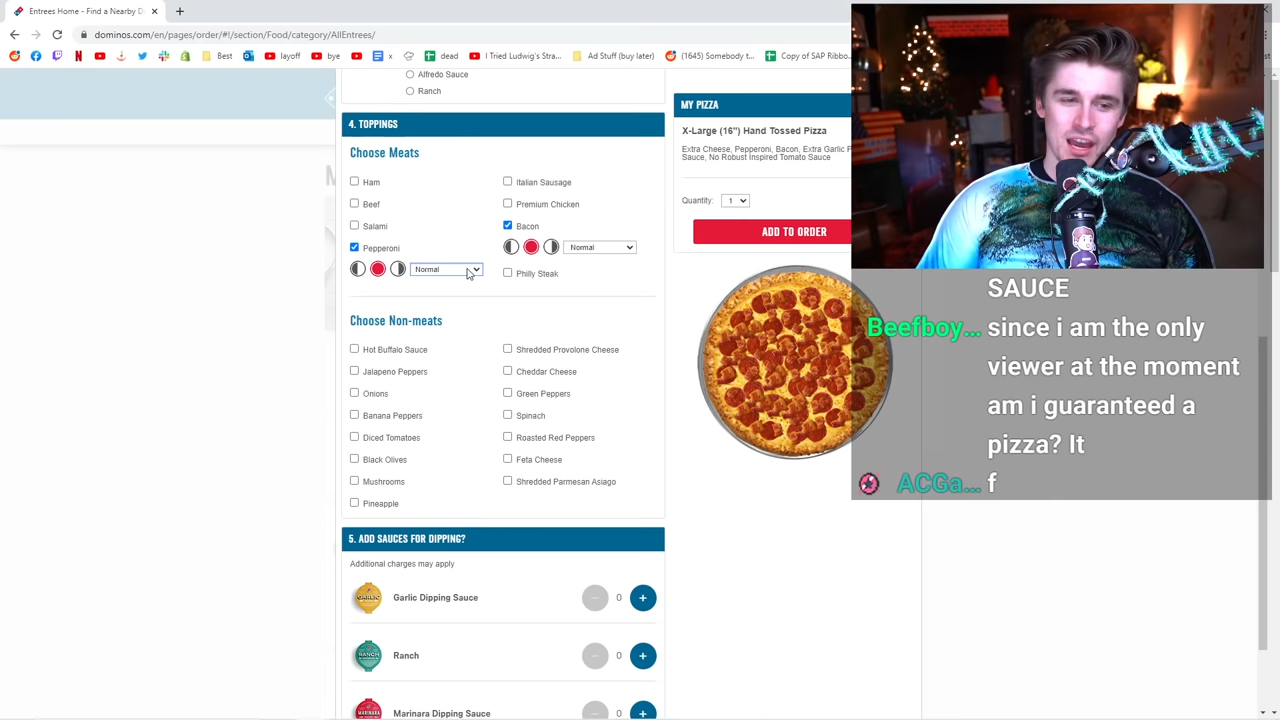 Entrees Home - Find a Nearby D
dominos.com/en/pages/order/#!/section/Food/category/AllEntrees/
Best
layoff
bye
x
dead
I Tried Ludwig's Stra...
Ad Stuff (buy later)
(1645) Somebody t...
Copy of SAP Ribbo...
Alfredo Sauce
Ranch
4. TOPPINGS
Choose Meats
Ham
Italian Sausage
Beef
Premium Chicken
Salami
Bacon
Normal
Pepperoni
Normal
Philly Steak
Choose Non-meats
Hot Buffalo Sauce
Shredded Provolone Cheese
Jalapeno Peppers
Cheddar Cheese
Onions
Green Peppers
Banana Peppers
Spinach
Diced Tomatoes
Roasted Red Peppers
Black Olives
Feta Cheese
Mushrooms
Shredded Parmesan Asiago
Pineapple
5. ADD SAUCES FOR DIPPING?
Additional charges may apply
GARLIC
Garlic Dipping Sauce
0
RANCH
Ranch
0
MARINARA
Marinara Dipping Sauce
0
MY PIZZA
X-Large (16") Hand Tossed Pizza
Extra Cheese, Pepperoni, Bacon, Extra Garlic P
Sauce, No Robust Inspired Tomato Sauce
Quantity: 1
ADD TO ORDER
SAUCE
Beefboy... since i am the only
viewer at the moment
am i guaranteed a
pizza? It
ACGa... f